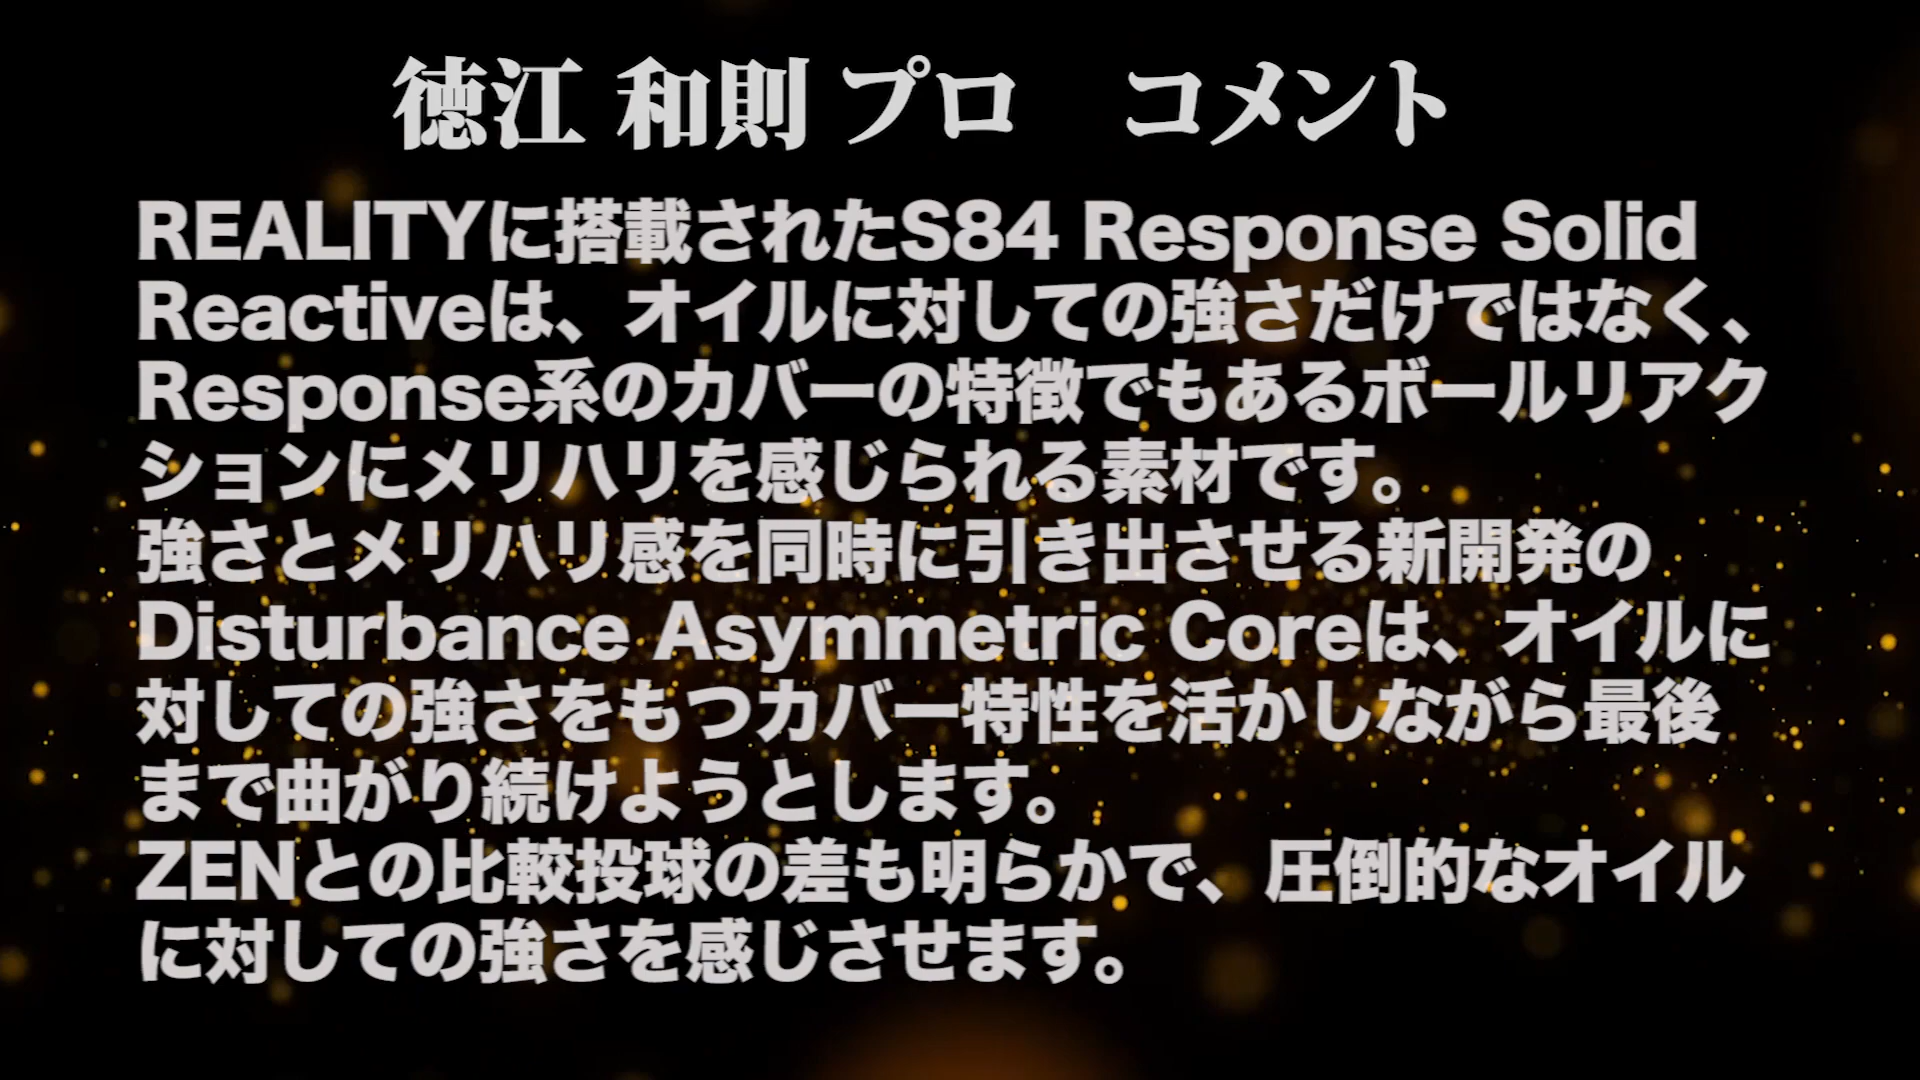 徳江 和則 プロ　コメント
REALITYに搭載されたS84 Response Solid
Reactiveは、オイルに対しての強さだけではなく、
Response系のカバーの特徴でもあるボールリアク
ションにメリハリを感じられる素材です。
強さとメリハリ感を同時に引き出させる新開発の
Disturbance Asymmetric Coreは、オイルに
対しての強さをもつカバー特性を活かしながら最後
まで曲がり続けようとします。
ZENとの比較投球の差も明らかで、圧倒的なオイル
に対しての強さを感じさせます。